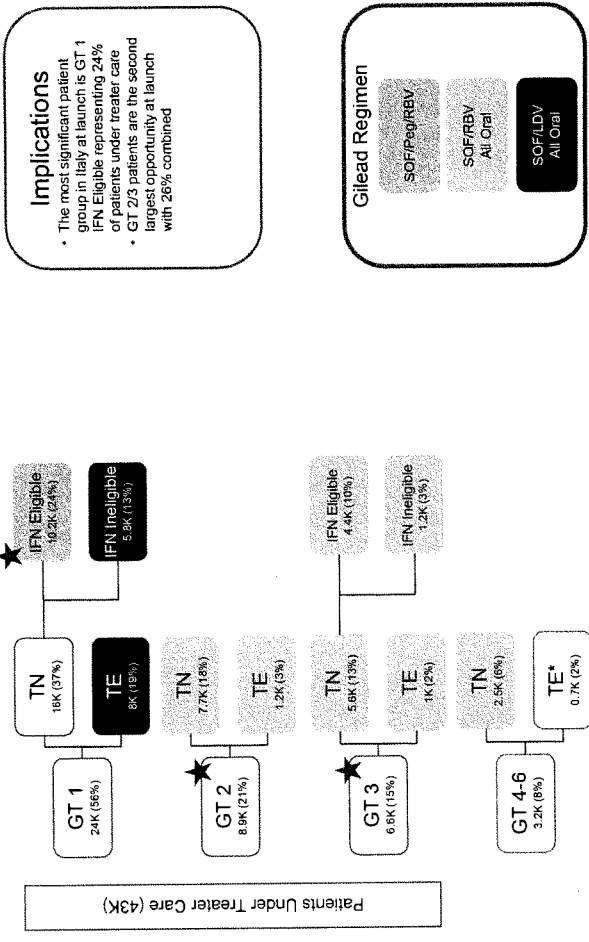 Patients Under Treater Care (43K)
GT 1
24K (56%)
TN
16K (37%)
IFN Eligible
10.2K (24%)
IFN Ineligible
5.8K (13%)
TE
8K (19%)
GT 2
8.9K (21%)
TN
7.7K (18%)
TE
1.2K (3%)
GT 3
6.6K (15%)
TN
5.6K (13%)
IFN Eligible
4.4K (10%)
IFN Ineligible
1.2K (3%)
TE
1K (2%)
GT 4-6
3.2K (8%)
TN
2.5K (6%)
TE*
0.7K (2%)
Implications
• The most significant patient
group in Italy at launch is GT 1
IFN Eligible representing 24%
of patients under treater care
• GT 2/3 patients are the second
largest opportunity at launch
with 26% combined
Gilead Regimen
SOF/Peg/RBV
SOF/RBV
All Oral
SOF/LDV
All Oral